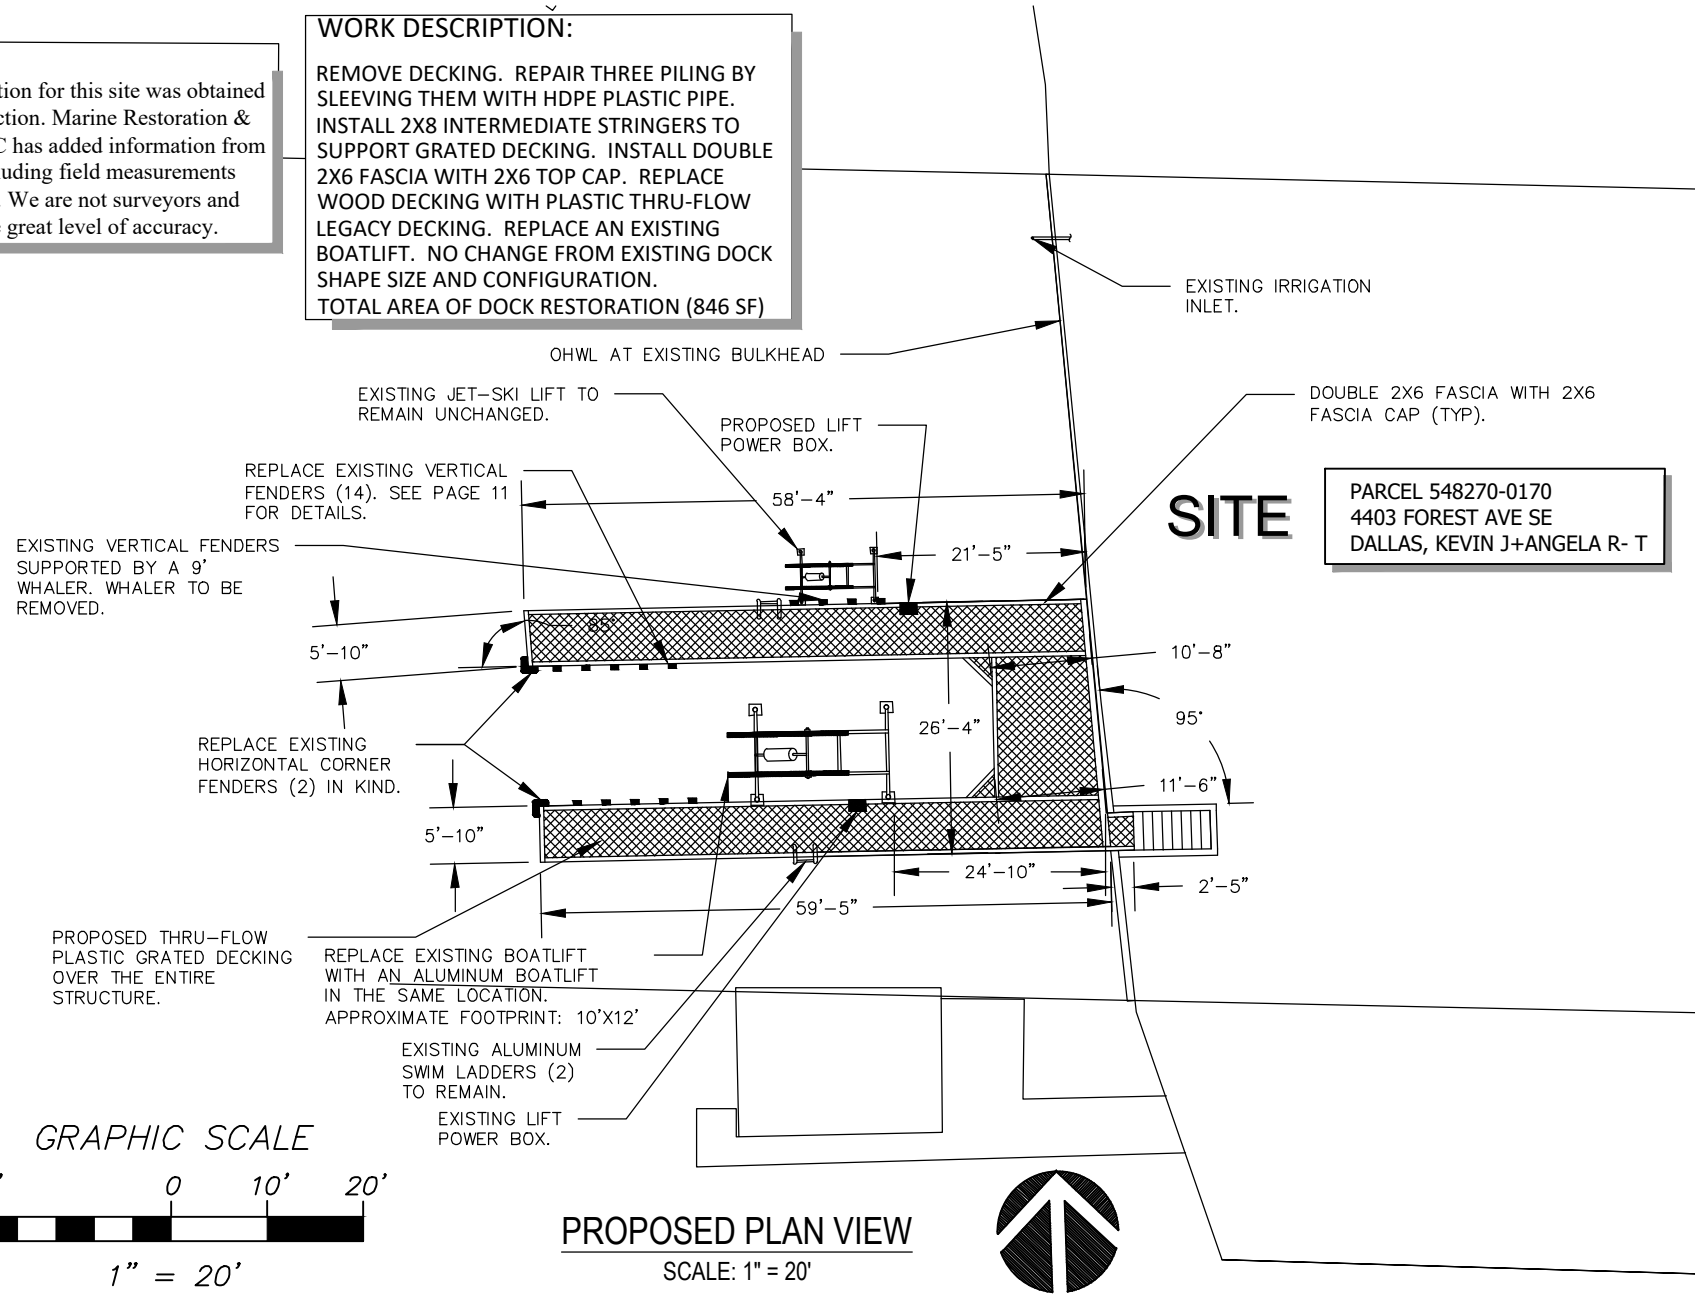 tion for this site was obtained
ction. Marine Restoration &
C has added information from
uding field measurements
. We are not surveyors and
great level of accuracy.
WORK DESCRIPTION:
REMOVE DECKING. REPAIR THREE PILING BY
SLEEVING THEM WITH HDPE PLASTIC PIPE.
INSTALL 2X8 INTERMEDIATE STRINGERS TO
SUPPORT GRATED DECKING. INSTALL DOUBLE
2X6 FASCIA WITH 2X6 TOP CAP. REPLACE
WOOD DECKING WITH PLASTIC THRU-FLOW
LEGACY DECKING. REPLACE AN EXISTING
BOATLIFT. NO CHANGE FROM EXISTING DOCK
SHAPE SIZE AND CONFIGURATION.
TOTAL AREA OF DOCK RESTORATION (846 SF)
EXISTING IRRIGATION
INLET.
OHWL AT EXISTING BULKHEAD
EXISTING JET-SKI LIFT TO
REMAIN UNCHANGED.
PROPOSED LIFT
POWER BOX.
DOUBLE 2X6 FASCIA WITH 2X6
FASCIA CAP (TYP).
REPLACE EXISTING VERTICAL
FENDERS (14). SEE PAGE 11
FOR DETAILS.
58'-4"
SITE
PARCEL 548270-0170
4403 FOREST AVE SE
DALLAS, KEVIN J+ANGELA R- T
EXISTING VERTICAL FENDERS
SUPPORTED BY A 9'
WHALER. WHALER TO BE
REMOVED.
21'-5"
85°
5'-10"
10'-8"
95°
26'-4"
REPLACE EXISTING
HORIZONTAL CORNER
FENDERS (2) IN KIND.
11'-6"
5'-10"
24'-10"
2'-5"
59'-5"
PROPOSED THRU-FLOW
PLASTIC GRATED DECKING
OVER THE ENTIRE
STRUCTURE.
REPLACE EXISTING BOATLIFT
WITH AN ALUMINUM BOATLIFT
IN THE SAME LOCATION.
APPROXIMATE FOOTPRINT: 10'X12'
EXISTING ALUMINUM
SWIM LADDERS (2)
TO REMAIN.
EXISTING LIFT
POWER BOX.
GRAPHIC SCALE
0 10' 20'
1" = 20'
PROPOSED PLAN VIEW
SCALE: 1" = 20'